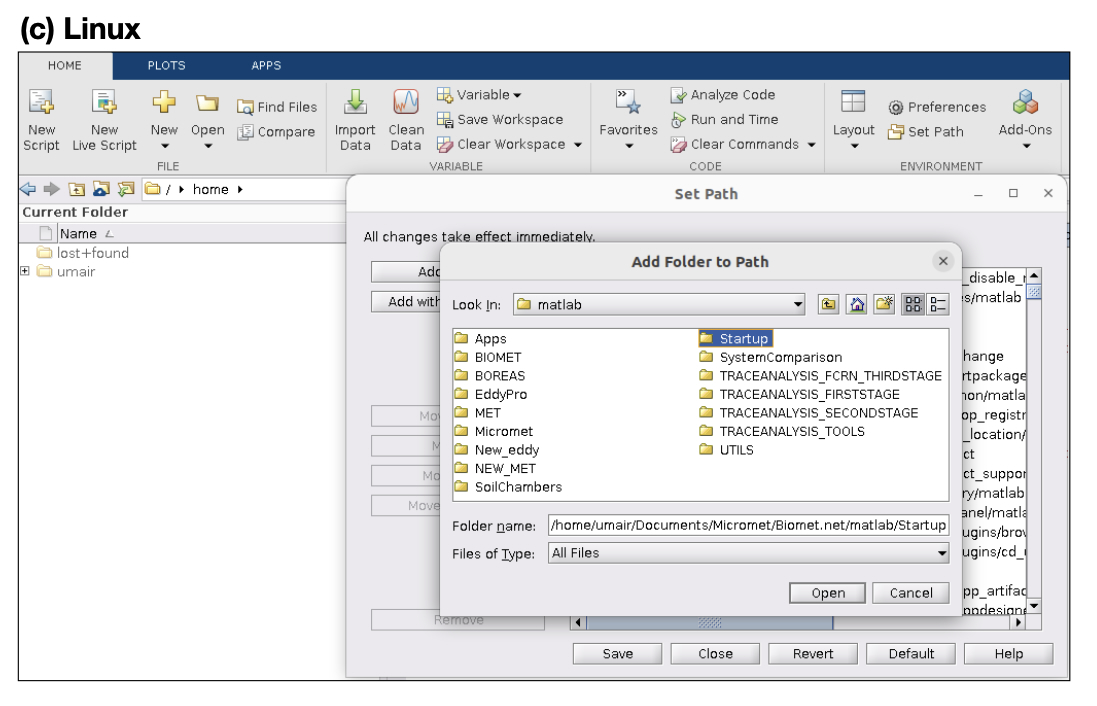 (c) Linux
HOME PLOTS APPS
New Script
New Live Script
New
Open
Find Files
Compare
FILE
Import Data
Clean Data
Variable
Save Workspace
Clear Workspace
VARIABLE
Favorites
Analyze Code
Run and Time
Clear Commands
CODE
Layout
Preferences
Set Path
Add-Ons
ENVIRONMENT
/ home
Current Folder
Name
lost+found
umair
Set Path
All changes take effect immediately.
Add
Add with
Move
Remove
_disable_
s/matlab
hange
rtpackage
on/matla
op_registr
_location/
ct
ct_suppor
ry/matlab
anel/matla
ugins/brow
ugins/cd_
pp_artifac
ppdesigne
Add Folder to Path
Look In: matlab
Apps
BIOMET
BOREAS
EddyPro
MET
Micromet
New_eddy
NEW_MET
SoilChambers
Startup
SystemComparison
TRACEANALYSIS_FCRN_THIRDSTAGE
TRACEANALYSIS_FIRSTSTAGE
TRACEANALYSIS_SECONDSTAGE
TRACEANALYSIS_TOOLS
UTILS
Folder name: /home/umair/Documents/Micromet/Biomet.net/matlab/Startup
Files of Type: All Files
Open Cancel
Save Close Revert Default Help